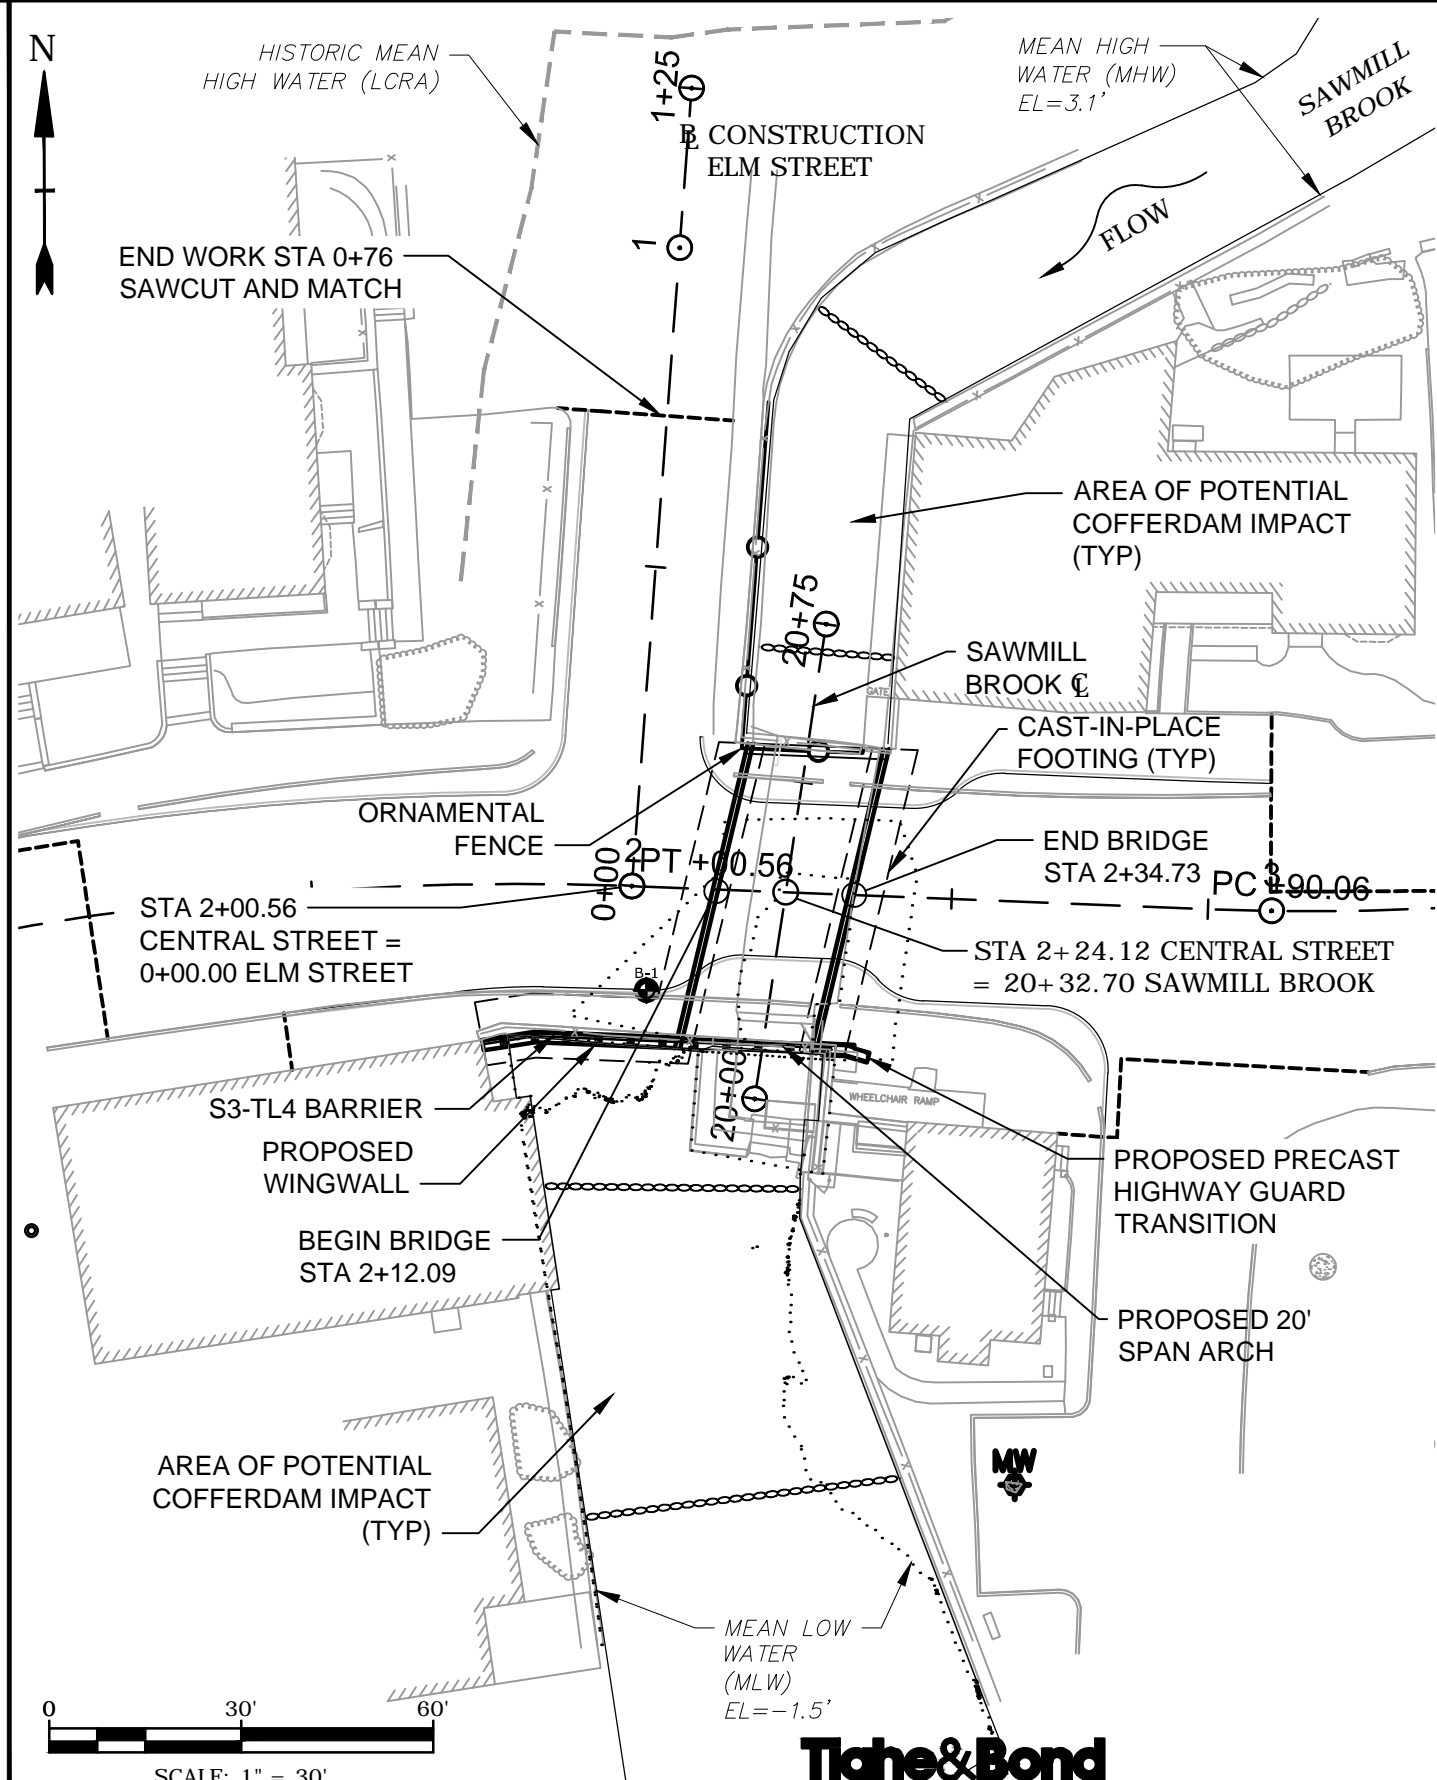 N
HISTORIC MEAN
HIGH WATER (LCRA)
1+25
℄ CONSTRUCTION
ELM STREET
MEAN HIGH
WATER (MHW)
EL=3.1'
SAWMILL
BROOK
FLOW
1
END WORK STA 0+76
SAWCUT AND MATCH
AREA OF POTENTIAL
COFFERDAM IMPACT
(TYP)
20+75
SAWMILL
BROOK ℄
GATE
CAST-IN-PLACE
FOOTING (TYP)
ORNAMENTAL
FENCE
END BRIDGE
STA 2+34.73
0+00
2
PT +00.56
PC +90.06
3
STA 2+00.56
CENTRAL STREET =
0+00.00 ELM STREET
STA 2+24.12 CENTRAL STREET
= 20+32.70 SAWMILL BROOK
B-1
20+00
S3-TL4 BARRIER
WHEELCHAIR RAMP
PROPOSED
WINGWALL
PROPOSED PRECAST
HIGHWAY GUARD
TRANSITION
BEGIN BRIDGE
STA 2+12.09
PROPOSED 20'
SPAN ARCH
AREA OF POTENTIAL
COFFERDAM IMPACT
(TYP)
MW
MEAN LOW
WATER
(MLW)
EL=-1.5'
0 30' 60'
SCALE: 1" = 30'
Tighe&Bond